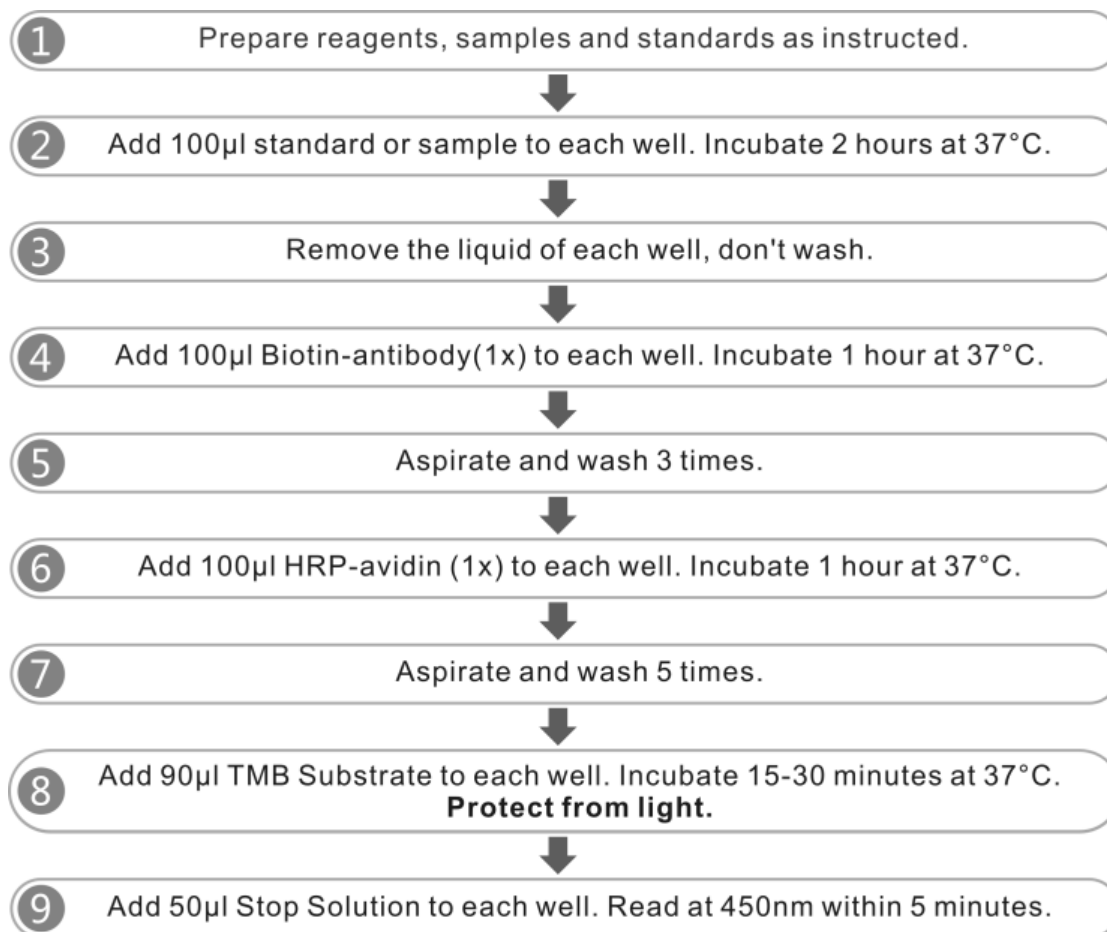 1 Prepare reagents, samples and standards as instructed.
2 Add 100µl standard or sample to each well. Incubate 2 hours at 37°C.
3 Remove the liquid of each well, don't wash.
4 Add 100µl Biotin-antibody(1x) to each well. Incubate 1 hour at 37°C.
5 Aspirate and wash 3 times.
6 Add 100µl HRP-avidin (1x) to each well. Incubate 1 hour at 37°C.
7 Aspirate and wash 5 times.
8 Add 90µl TMB Substrate to each well. Incubate 15-30 minutes at 37°C.
Protect from light.
9 Add 50µl Stop Solution to each well. Read at 450nm within 5 minutes.